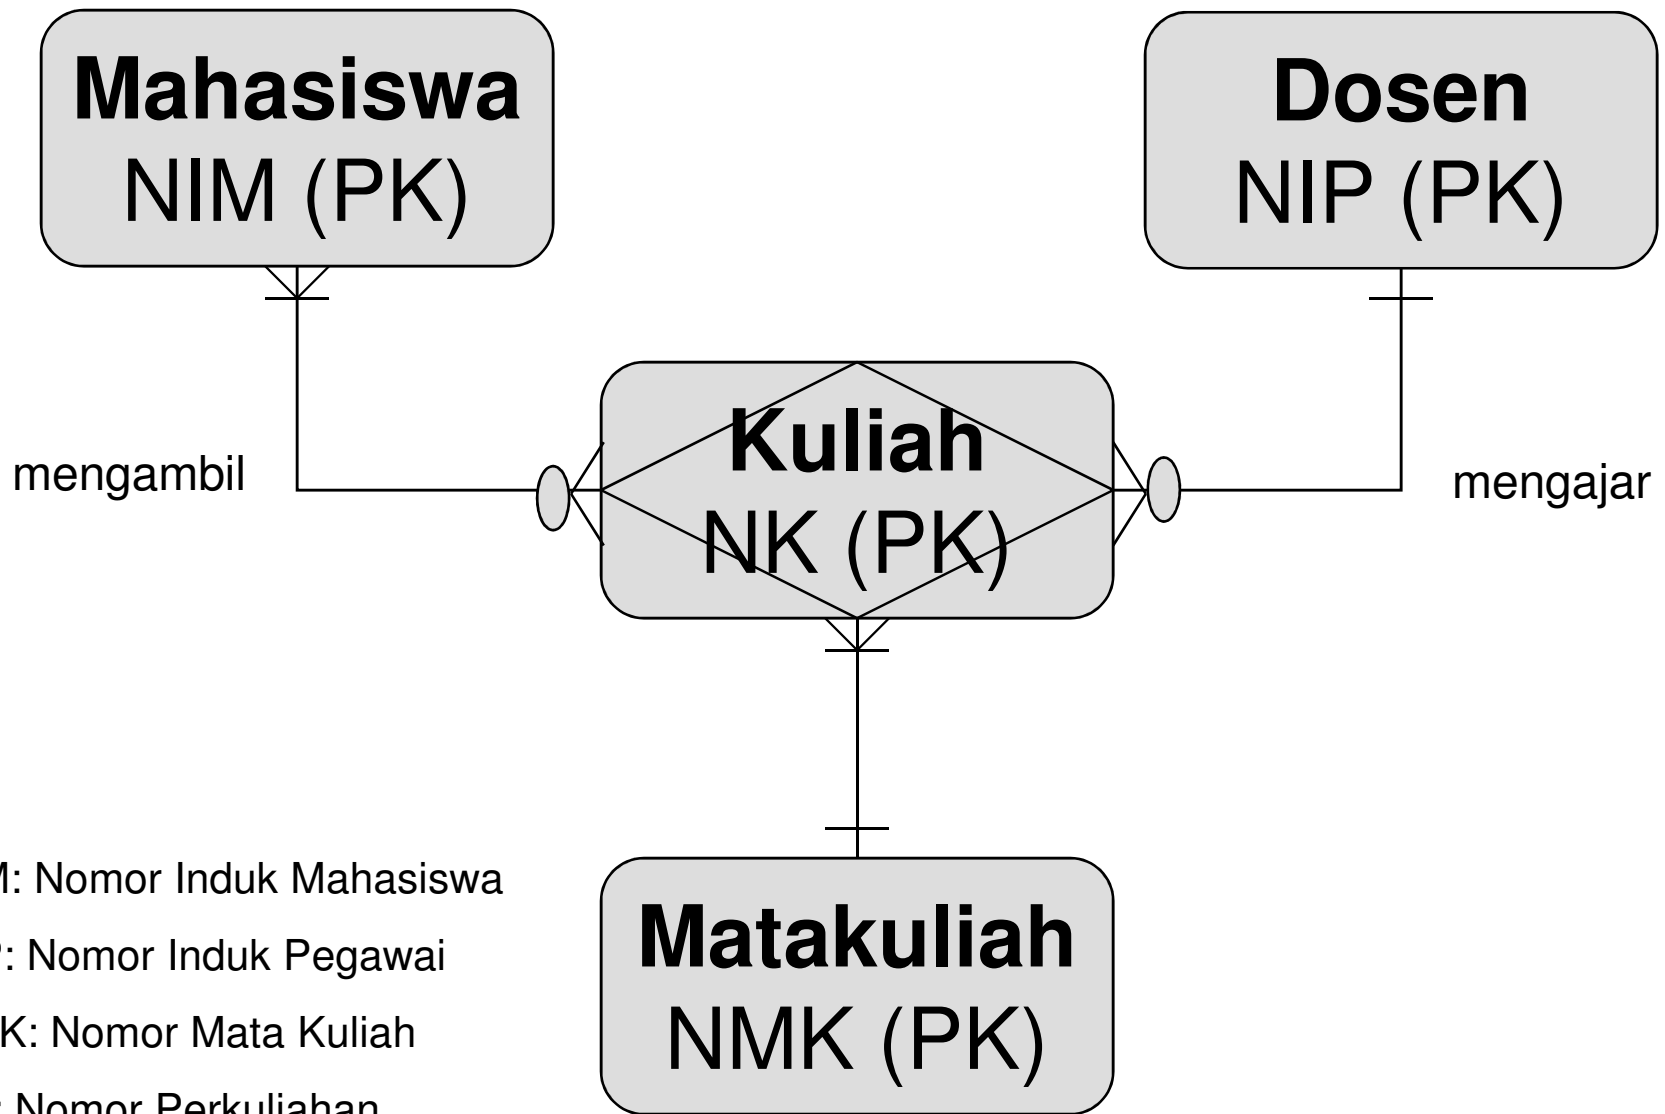 Mahasiswa
NIM (PK)
Dosen
NIP (PK)
Kuliah
NK (PK)
mengambil
mengajar
Matakuliah
NMK (PK)
M: Nomor Induk Mahasiswa
P: Nomor Induk Pegawai
K: Nomor Mata Kuliah
: Nomor Perkuliahan